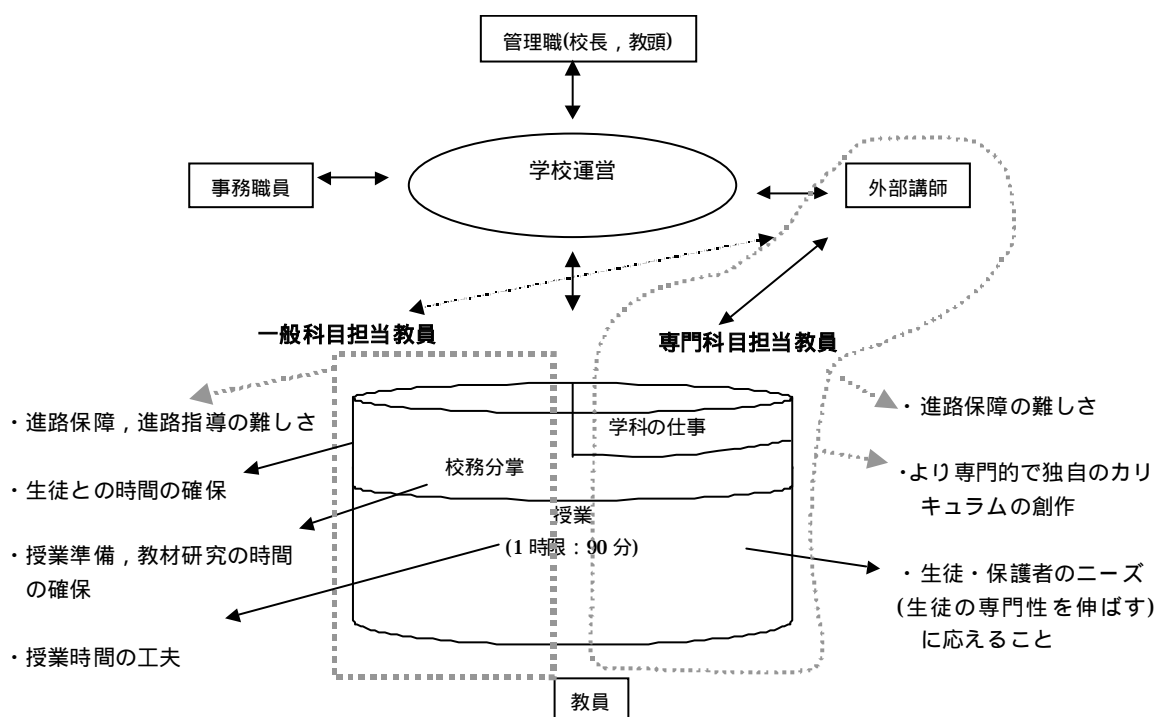 管理職(校長，教頭)
学校運営
事務職員
外部講師
一般科目担当教員
専門科目担当教員
・進路保障，進路指導の難しさ
・生徒との時間の確保
・授業準備，教材研究の時間
の確保
・授業時間の工夫
学科の仕事
校務分掌
授業
(1 時限：90 分)
・進路保障の難しさ
・より専門的で独自のカリ
キュラムの創作
・生徒・保護者のニーズ
(生徒の専門性を伸ばす)
に応えること
教員